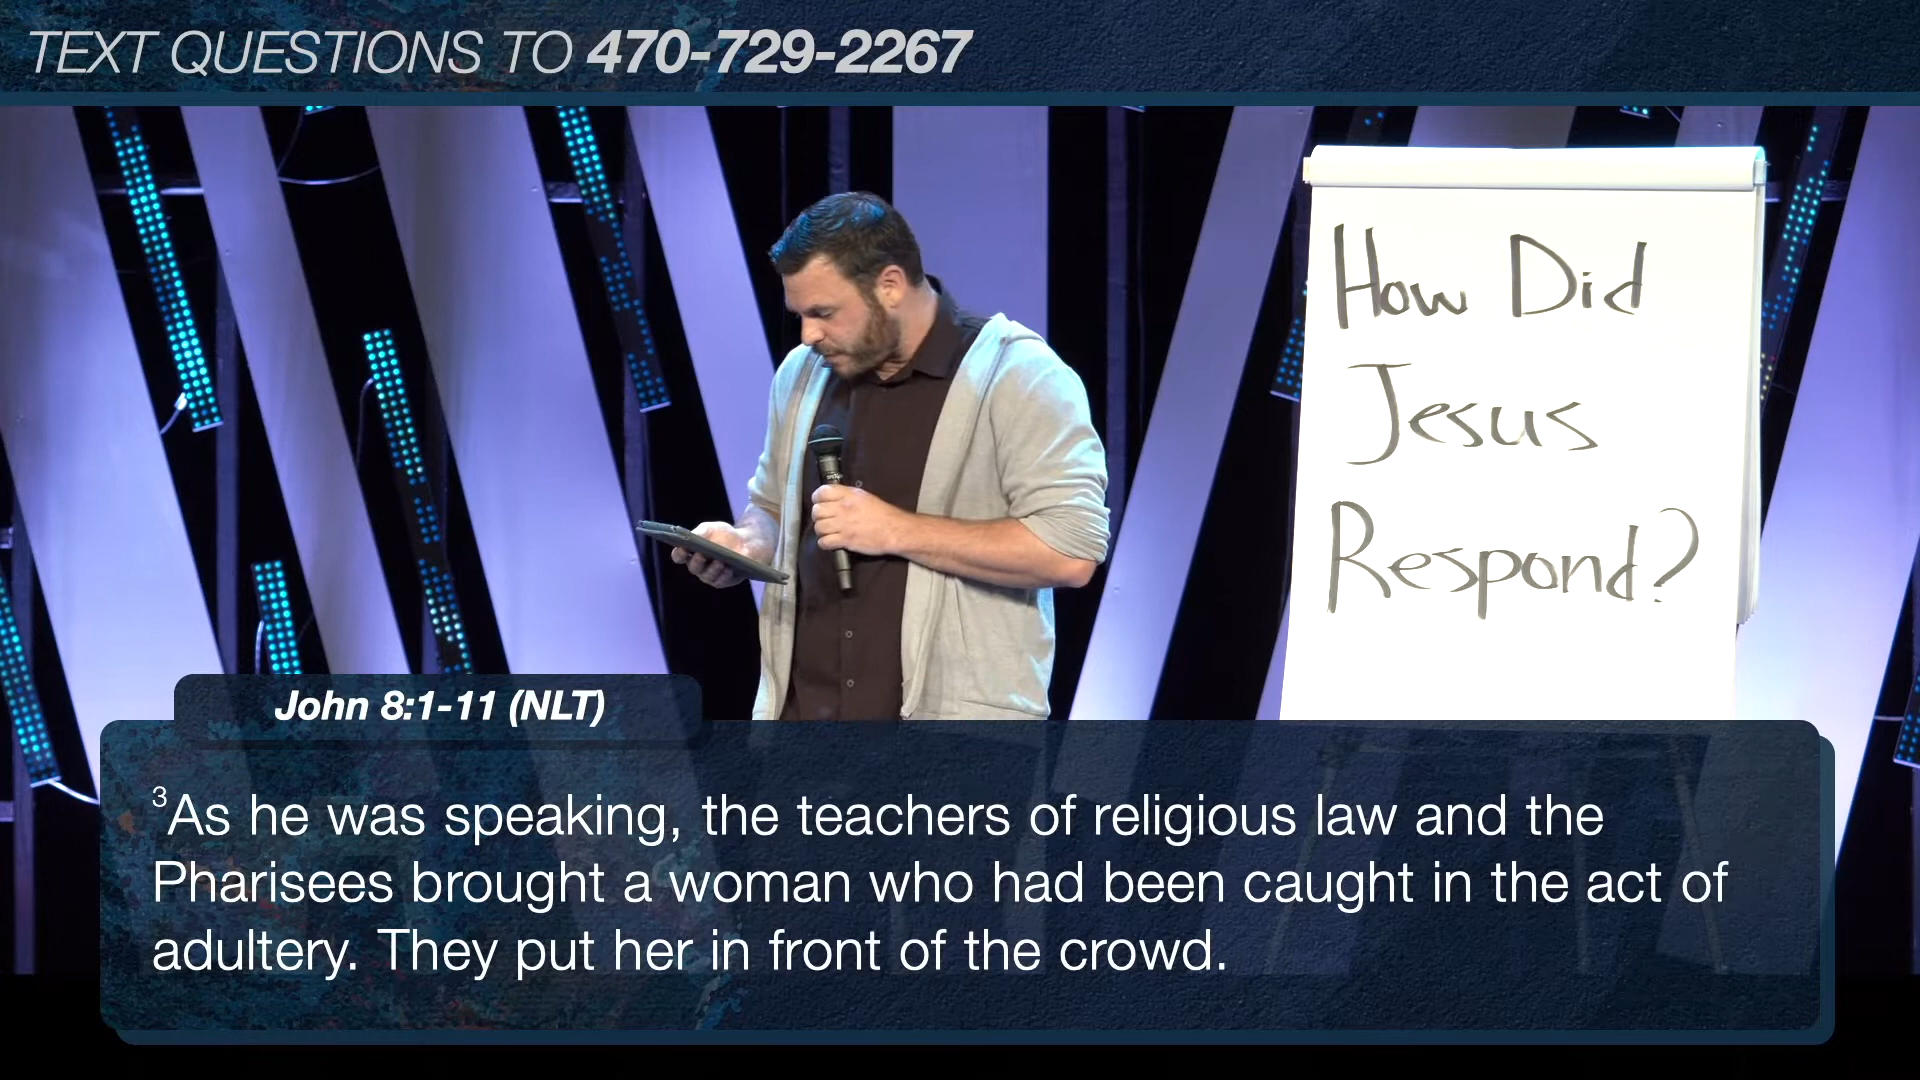 TEXT QUESTIONS TO 470-729-2267
How Did
Jesus
Respond?
John 8:1-11 (NLT)
³As he was speaking, the teachers of religious law and the
Pharisees brought a woman who had been caught in the act of
adultery. They put her in front of the crowd.